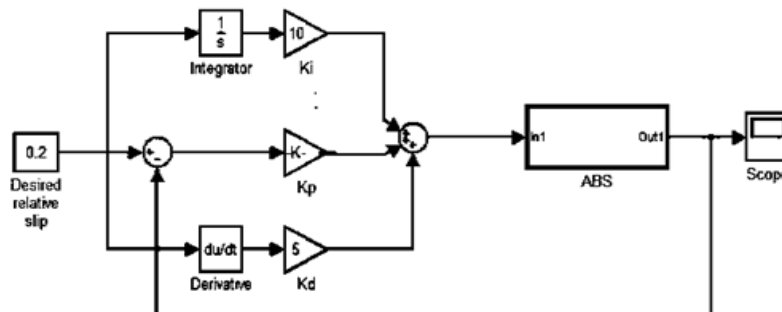 1
s
Integrator
10
Ki
0.2
Desired
relative
slip
+
-
-K-
Kp
+
+
+
In1
Out1
ABS
Scope
du/dt
Derivative
5
Kd